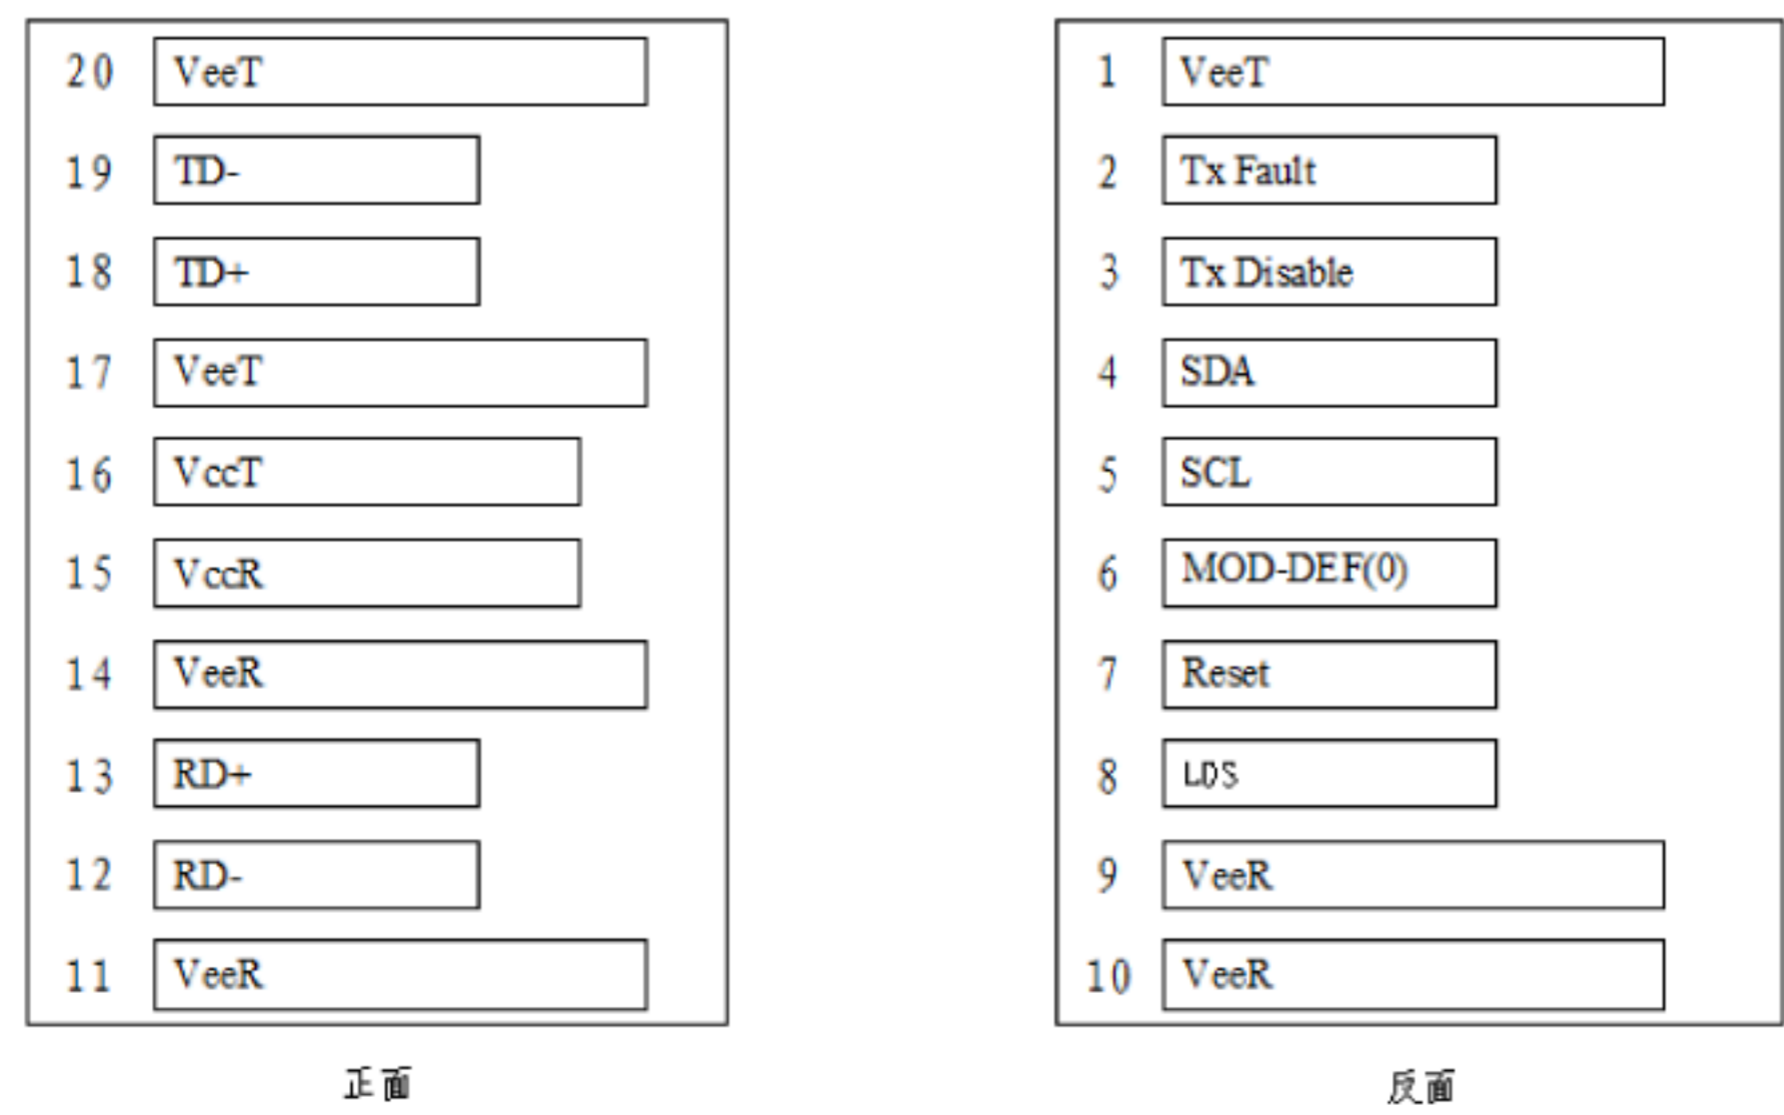 20 VeeT
19 TD-
18 TD+
17 VeeT
16 VccT
15 VccR
14 VeeR
13 RD+
12 RD-
11 VeeR
正面
1 VeeT
2 Tx Fault
3 Tx Disable
4 SDA
5 SCL
6 MOD-DEF(0)
7 Reset
8 LDS
9 VeeR
10 VeeR
反面